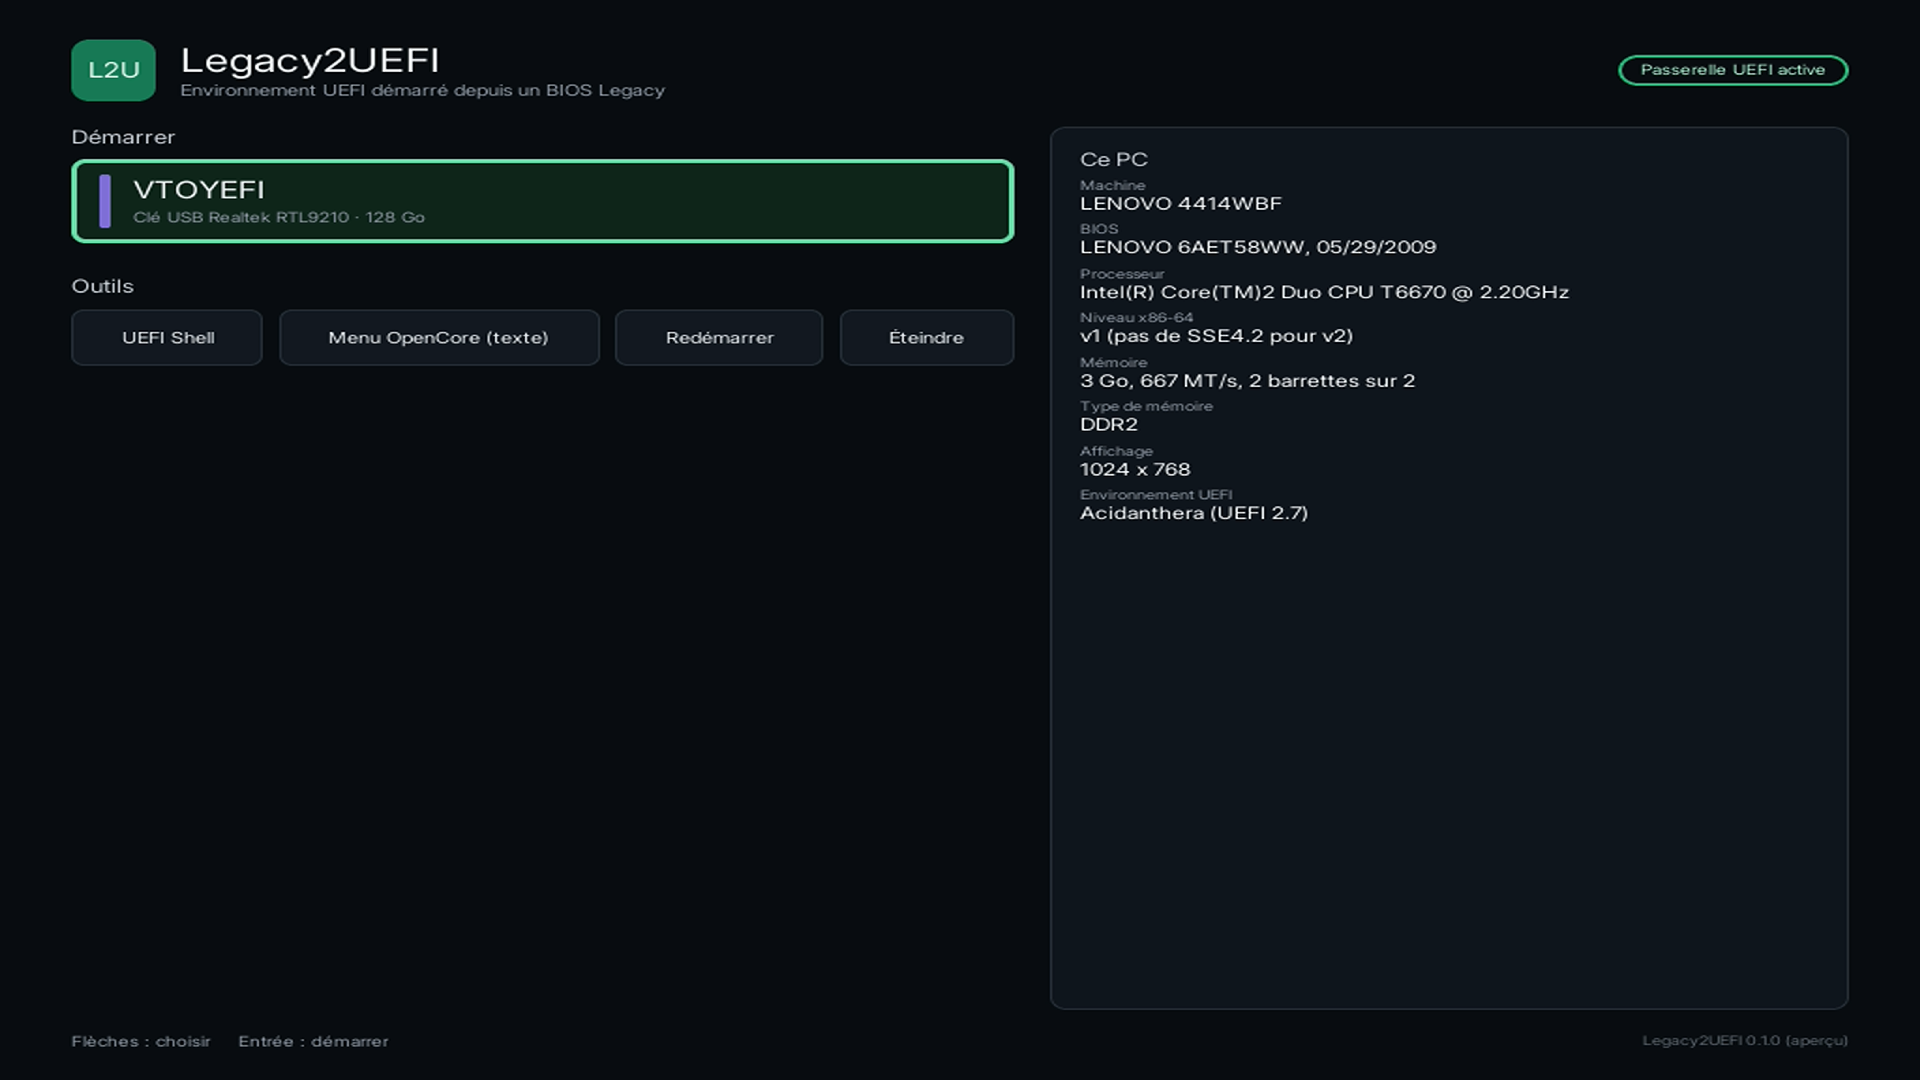 L2U
Legacy2UEFI
Environnement UEFI démarré depuis un BIOS Legacy
Passerelle UEFI active
Démarrer
VTOYEFI
Clé USB Realtek RTL9210 · 128 Go
Outils
UEFI Shell
Menu OpenCore (texte)
Redémarrer
Éteindre
Ce PC
Machine
LENOVO 4414WBF
BIOS
LENOVO 6AET58WW, 05/29/2009
Processeur
Intel(R) Core(TM)2 Duo CPU T6670 @ 2.20GHz
Niveau x86-64
v1 (pas de SSE4.2 pour v2)
Mémoire
3 Go, 667 MT/s, 2 barrettes sur 2
Type de mémoire
DDR2
Affichage
1024 x 768
Environnement UEFI
Acidanthera (UEFI 2.7)
Flèches : choisir
Entrée : démarrer
Legacy2UEFI 0.1.0 (aperçu)